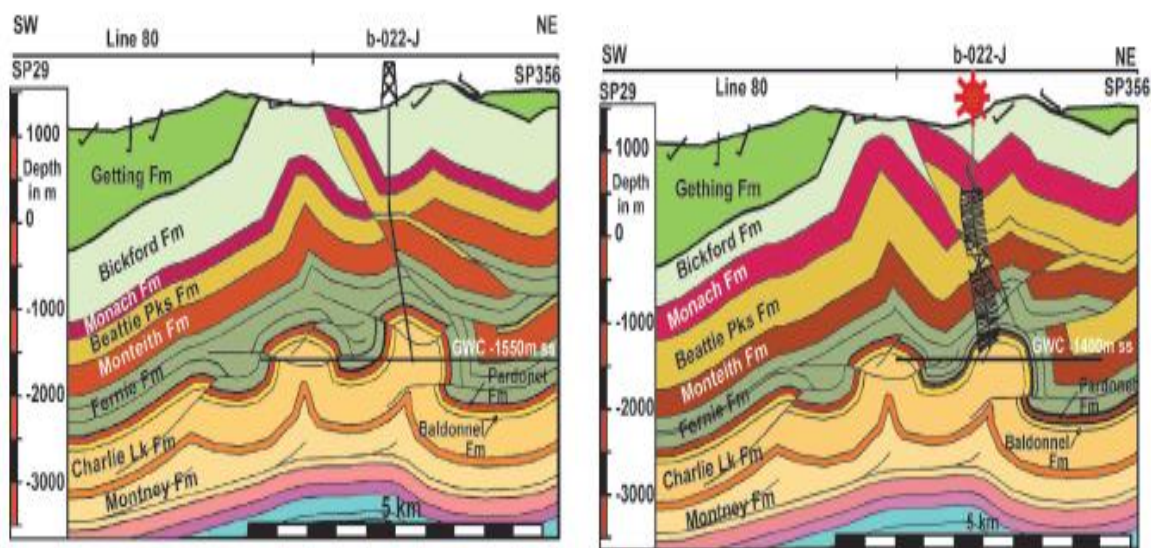 SW NE
Line 80 b-022-J
SP29 SP356
1000
Depth
in m
0
-1000
-2000
-3000
Getting Fm
Bickford Fm
Monach Fm
Beattie Pks Fm
Monteith Fm
Fernie Fm
Charlie Lk Fm
Montney Fm
GWC -1550m ss
Pardonet
Fm
Baldonnel
Fm
5 km
SW b-022-J NE
SP29 Line 80 SP356
1000
Depth
in m
0
-1000
-2000
-3000
Gething Fm
Bickford Fm
Monach Fm
Beattie Pks Fm
Monteith Fm
Fernie Fm
Charlie Lk Fm
Montney Fm
GWC -1400m ss
Pardonet
Fm
Baldonnel
Fm
5 km